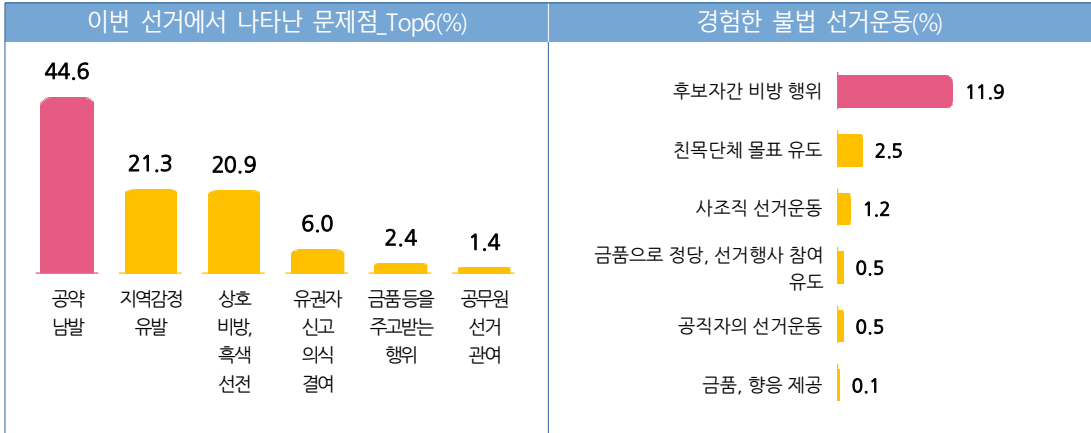 이번 선거에서 나타난 문제점_Top6(%)
44.6
21.3
20.9
6.0
2.4
1.4
공약
남발
지역감정
유발
상호
비방,
흑색
선전
유권자
신고
의식
결여
금품등을
주고받는
행위
공무원
선거
관여
경험한 불법 선거운동(%)
후보자간 비방 행위 11.9
친목단체 몰표 유도 2.5
사조직 선거운동 1.2
금품으로 정당, 선거행사 참여
유도 0.5
공직자의 선거운동 0.5
금품, 향응 제공 0.1